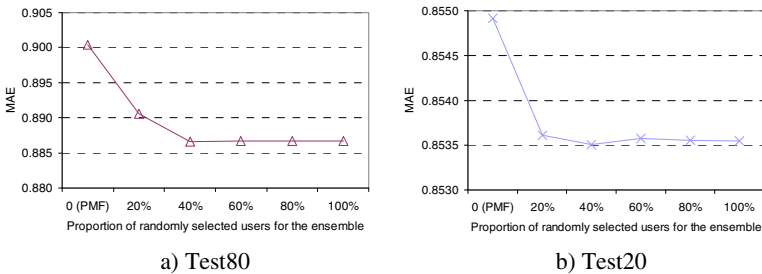 0.905
0.900
0.895
0.890
0.885
0.880
MAE
0 (PMF) 20% 40% 60% 80% 100%
Proportion of randomly selected users for the ensemble
a) Test80
0.8550
0.8545
0.8540
0.8535
0.8530
MAE
0 (PMF) 20% 40% 60% 80% 100%
Proportion of randomly selected users for the ensemble
b) Test20